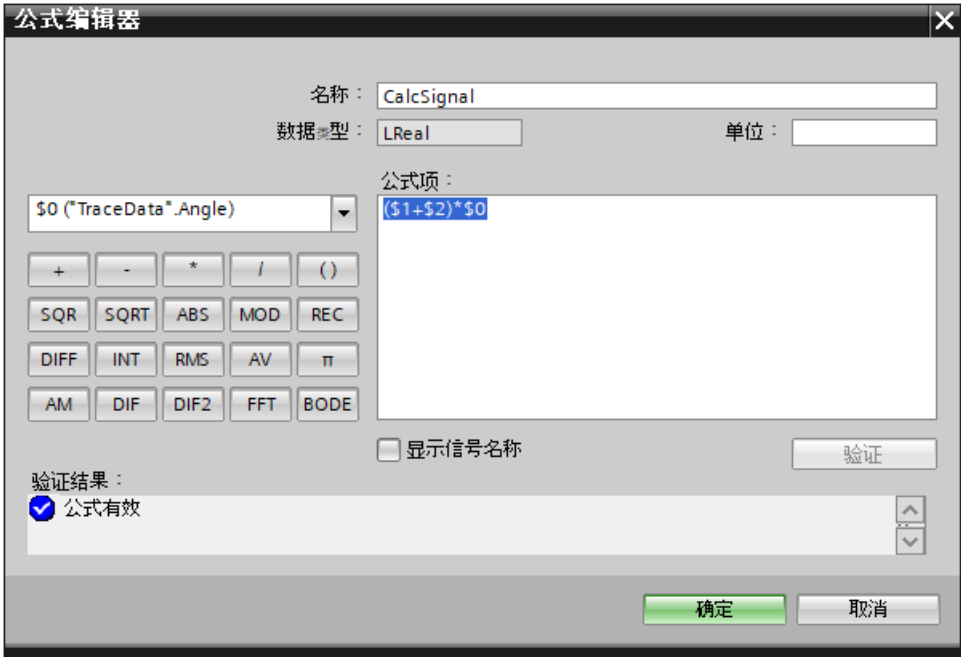 公式编辑器
名称： CalcSignal
数据类型： LReal 单位：
公式项：
$0 ("TraceData".Angle)
($1+$2)*$0
+ - * / ()
SQR SQRT ABS MOD REC
DIFF INT RMS AV π
AM DIF DIF2 FFT BODE
显示信号名称 验证
验证结果：
公式有效
确定 取消